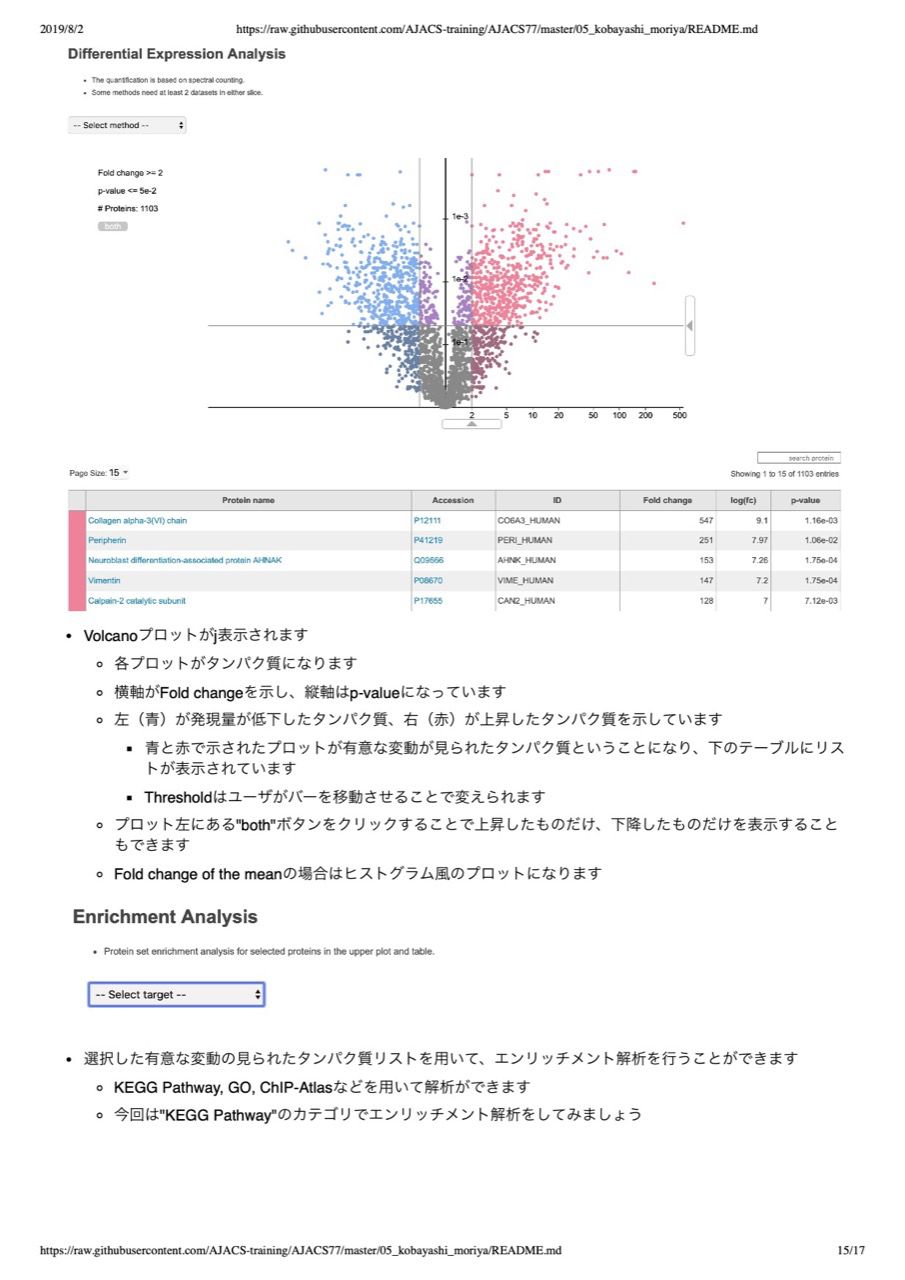 2019/8/2 https://raw.githubusercontent.com/AJACS-training/AJACS77/master/05_kobayashi_moriya/README.md
Differential Expression Analysis
• The quantification is based on spectral counting.
• Some methods need at least 2 datasets in either slice.
-- Select method --
Fold change >= 2
p-value <= 5e-2
# Proteins: 1103
both
1e-3
1e-2
1e-1
2 5 10 20 50 100 200 500
search protein
Page Size: 15 Showing 1 to 15 of 1103 entries
Protein name Accession ID Fold change log(fc) p-value
Collagen alpha-3(VI) chain P12111 CO6A3_HUMAN 547 9.1 1.16e-03
Peripherin P41219 PERI_HUMAN 251 7.97 1.06e-02
Neuroblast differentiation-associated protein AHNAK Q09666 AHNK_HUMAN 153 7.26 1.75e-04
Vimentin P08670 VIME_HUMAN 147 7.2 1.75e-04
Calpain-2 catalytic subunit P17655 CAN2_HUMAN 128 7 7.12e-03
• Volcanoプロットがj表示されます
○ 各プロットがタンパク質になります
○ 横軸がFold changeを示し、縦軸はp-valueになっています
○ 左（青）が発現量が低下したタンパク質、右（赤）が上昇したタンパク質を示しています
▪ 青と赤で示されたプロットが有意な変動が見られたタンパク質ということになり、下のテーブルにリス
トが表示されています
▪ Thresholdはユーザがバーを移動させることで変えられます
○ プロット左にある"both"ボタンをクリックすることで上昇したものだけ、下降したものだけを表示すること
もできます
○ Fold change of the meanの場合はヒストグラム風のプロットになります
Enrichment Analysis
• Protein set enrichment analysis for selected proteins in the upper plot and table.
-- Select target --
• 選択した有意な変動の見られたタンパク質リストを用いて、エンリッチメント解析を行うことができます
○ KEGG Pathway, GO, ChIP-Atlasなどを用いて解析ができます
○ 今回は"KEGG Pathway"のカテゴリでエンリッチメント解析をしてみましょう
https://raw.githubusercontent.com/AJACS-training/AJACS77/master/05_kobayashi_moriya/README.md 15/17